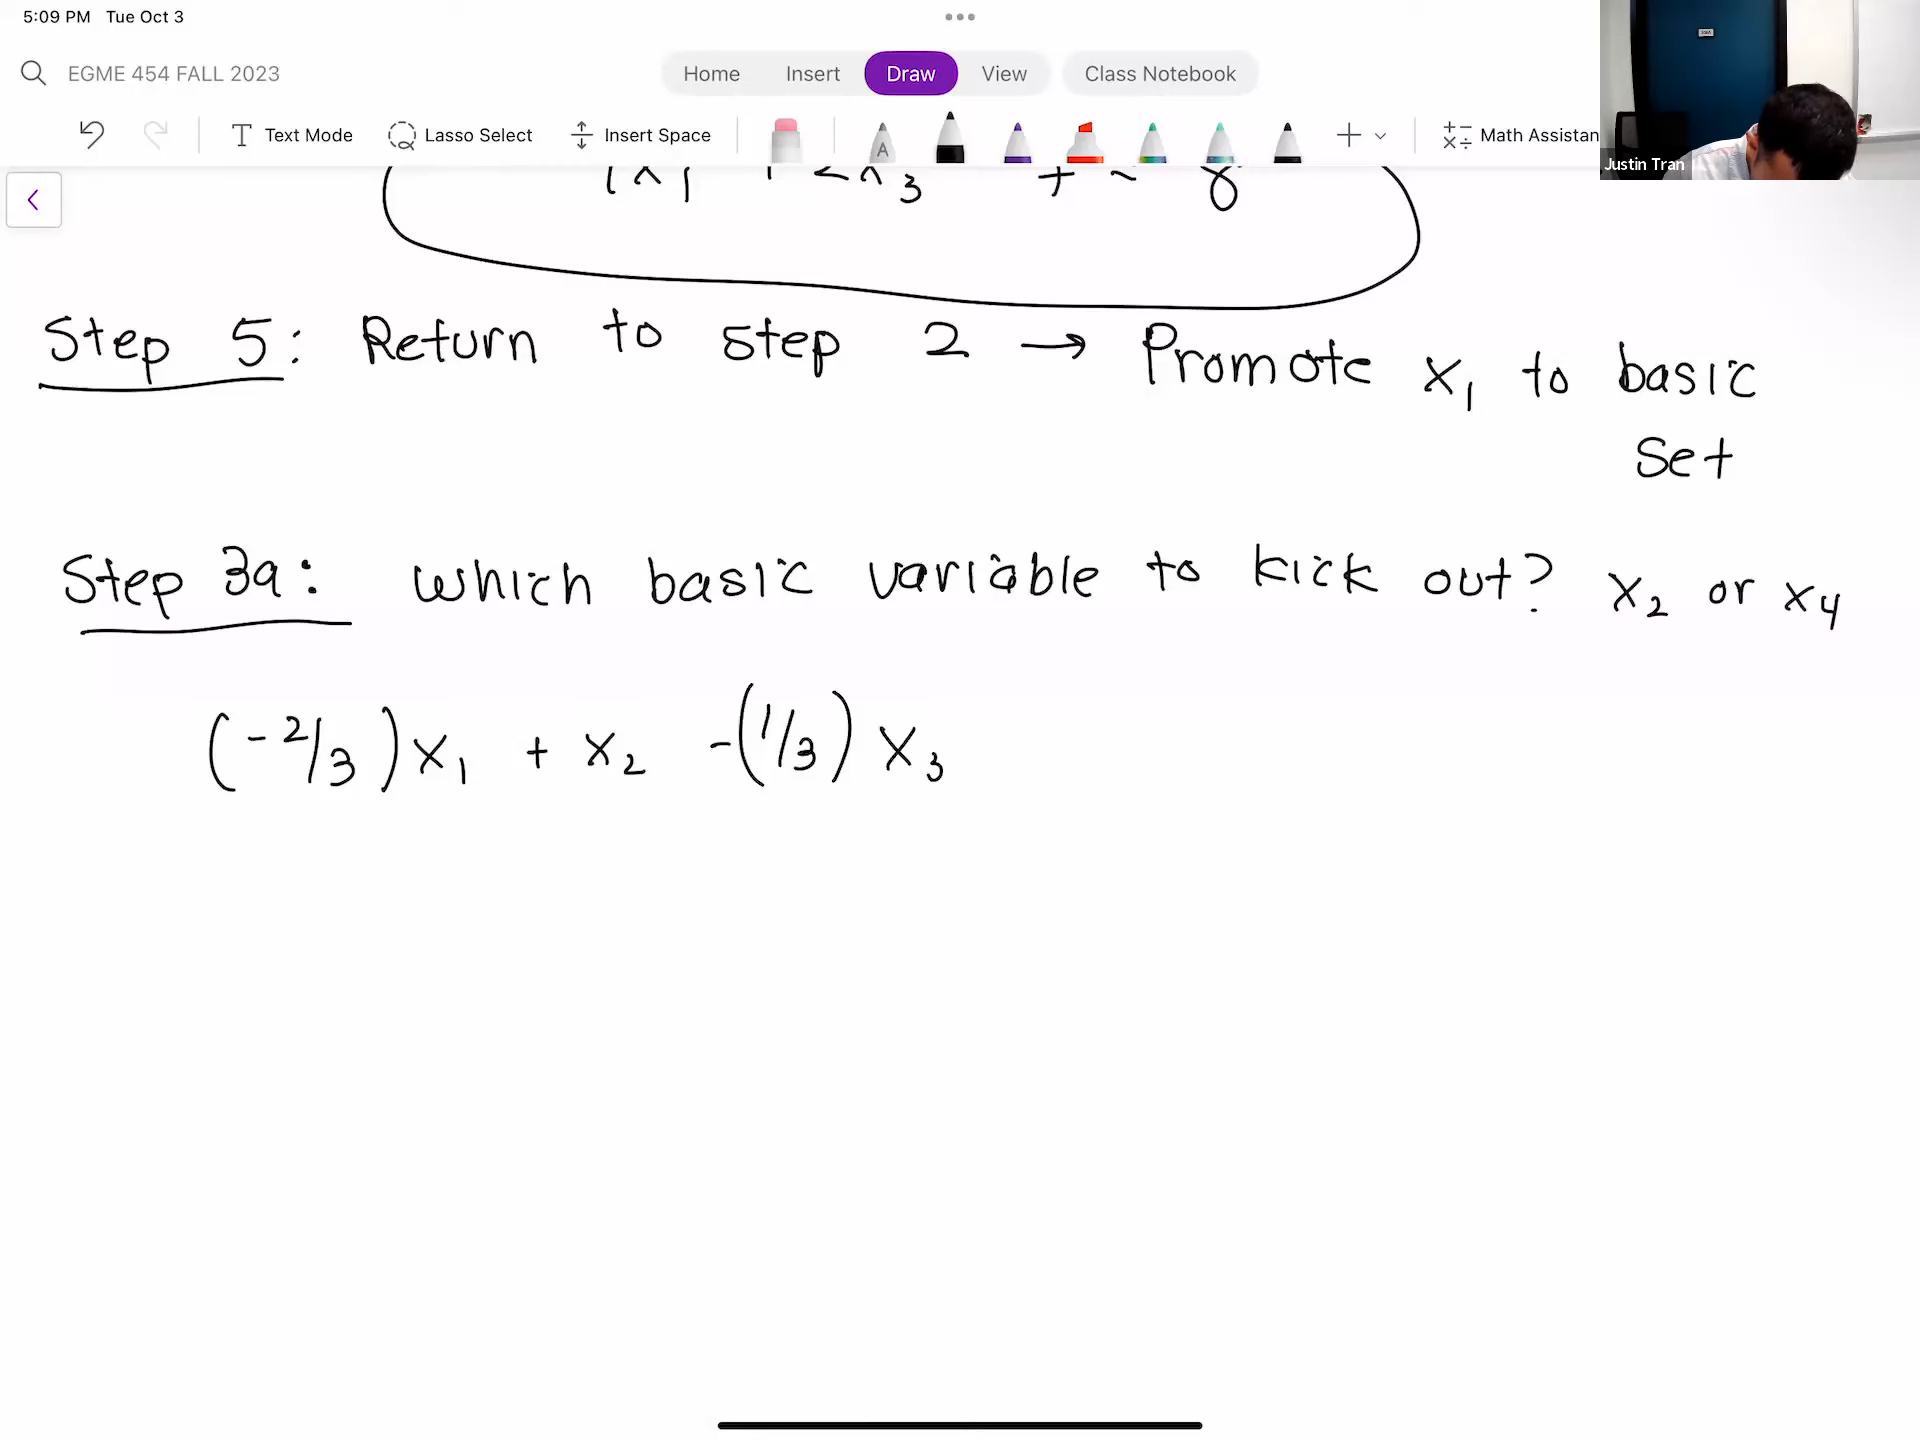 5:09 PM Tue Oct 3
EGME 454 FALL 2023
Home Insert Draw View Class Notebook
Text Mode Lasso Select Insert Space A Math Assistan
Justin Tran
Step 5: Return to step 2 → Promote x₁ to basic
set
Step 3a: Which basic variable to kick out? x₂ or x₄
(-2/3)x₁ + x₂ -(1/3) x₃